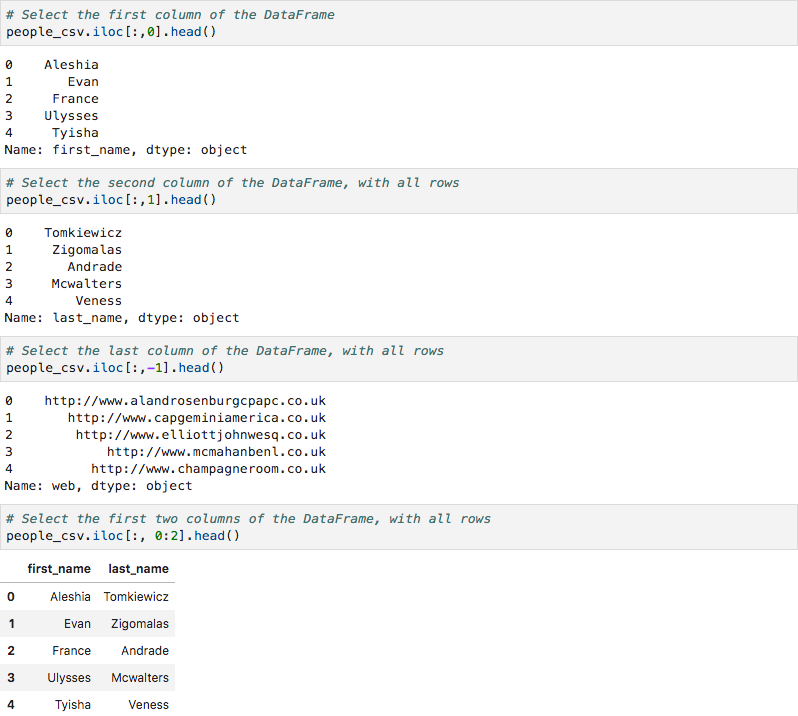 # Select the first column of the DataFrame
people_csv.iloc[:,0].head()
0    Aleshia
1       Evan
2     France
3    Ulysses
4     Tyisha
Name: first_name, dtype: object
# Select the second column of the DataFrame, with all rows
people_csv.iloc[:,1].head()
0    Tomkiewicz
1     Zigomalas
2       Andrade
3     Mcwalters
4        Veness
Name: last_name, dtype: object
# Select the last column of the DataFrame, with all rows
people_csv.iloc[:,-1].head()
0    http://www.alandrosenburgcpapc.co.uk
1       http://www.capgeminiamerica.co.uk
2        http://www.elliottjohnwesq.co.uk
3            http://www.mcmahanbenl.co.uk
4          http://www.champagneroom.co.uk
Name: web, dtype: object
# Select the first two columns of the DataFrame, with all rows
people_csv.iloc[:, 0:2].head()
first_name last_name
0 Aleshia Tomkiewicz
1 Evan Zigomalas
2 France Andrade
3 Ulysses Mcwalters
4 Tyisha Veness